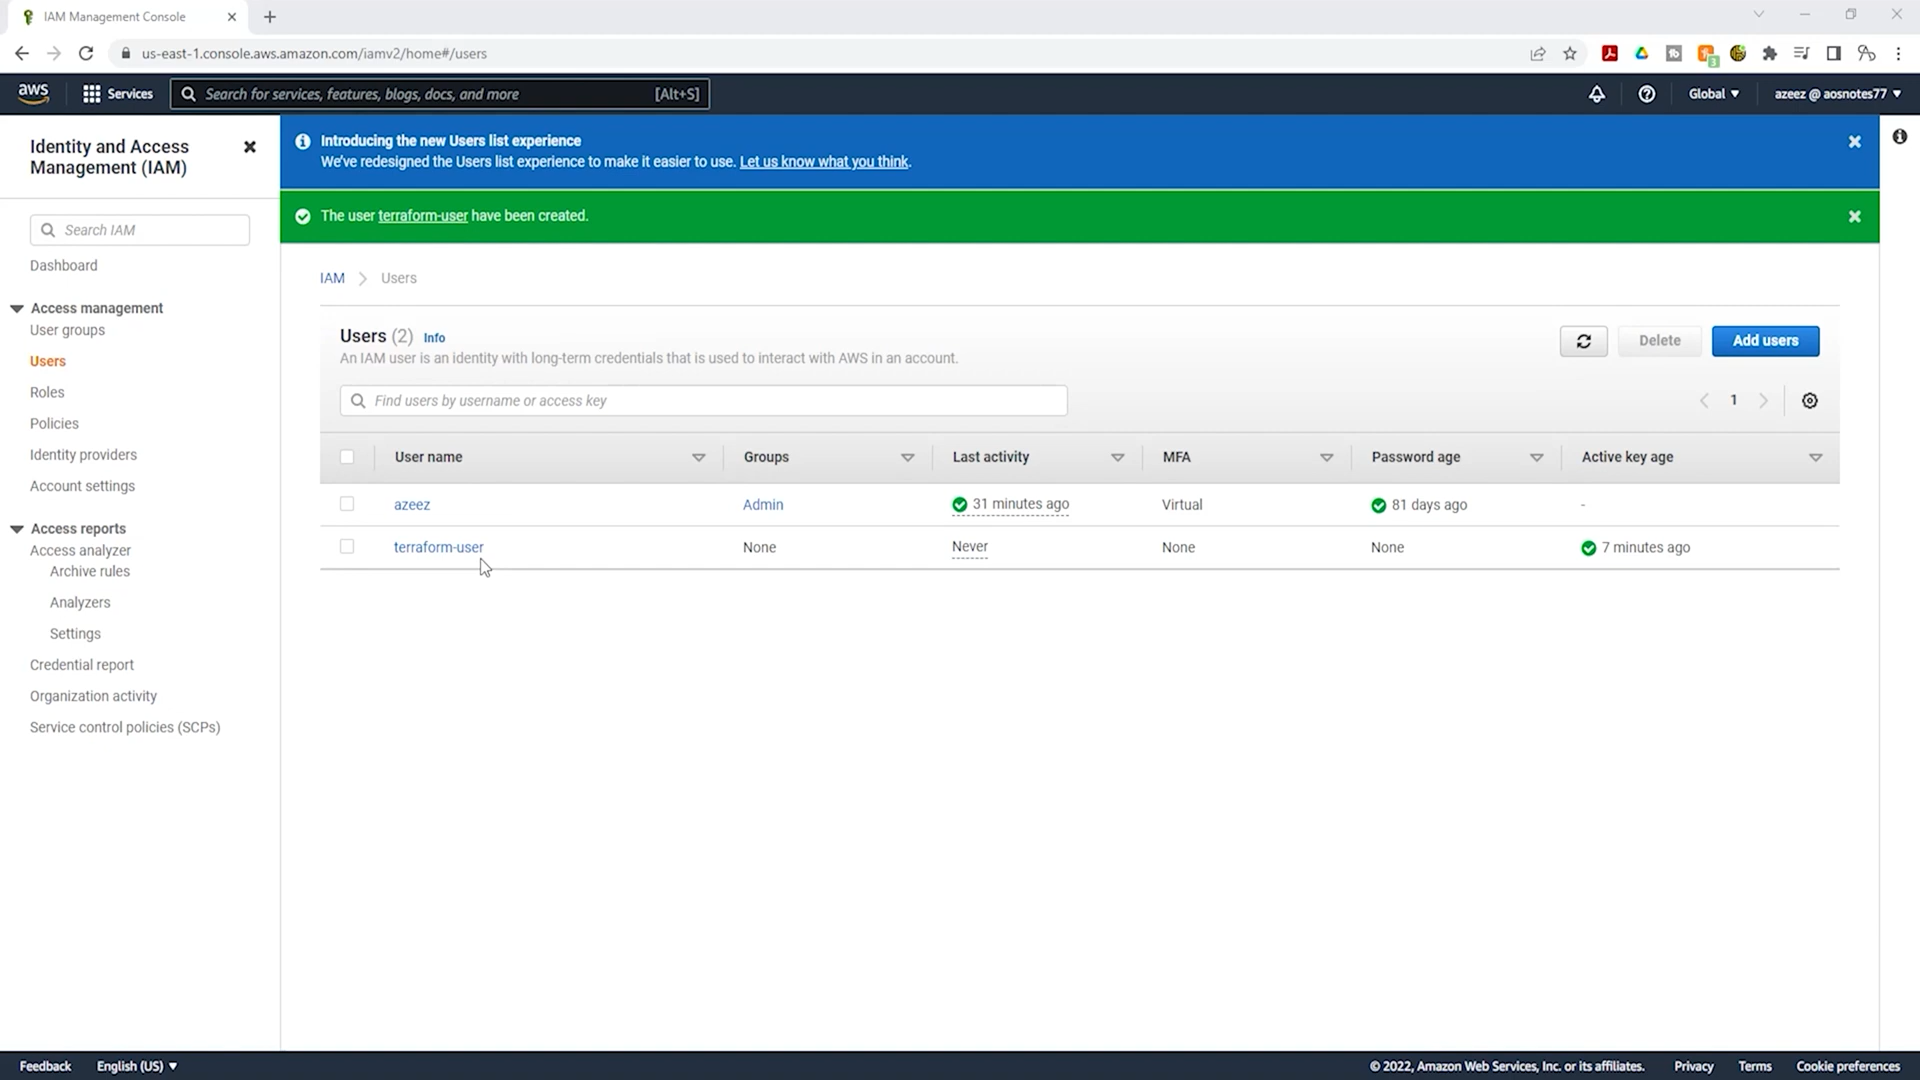 IAM Management Console
us-east-1.console.aws.amazon.com/iamv2/home#/users
3
aws
Services
Search for services, features, blogs, docs, and more
[Alt+S]
Global
azeez @ aosnotes77
Identity and Access
Management (IAM)
Search IAM
Dashboard
Access management
User groups
Users
Roles
Policies
Identity providers
Account settings
Access reports
Access analyzer
Archive rules
Analyzers
Settings
Credential report
Organization activity
Service control policies (SCPs)
Introducing the new Users list experience
We've redesigned the Users list experience to make it easier to use. Let us know what you think.
The user terraform-user have been created.
IAM > Users
Users (2) Info
An IAM user is an identity with long-term credentials that is used to interact with AWS in an account.
Delete
Add users
Find users by username or access key
1
User name Groups Last activity MFA Password age Active key age
azeez Admin 31 minutes ago Virtual 81 days ago -
terraform-user None Never None None 7 minutes ago
Feedback English (US) © 2022, Amazon Web Services, Inc. or its affiliates. Privacy Terms Cookie preferences